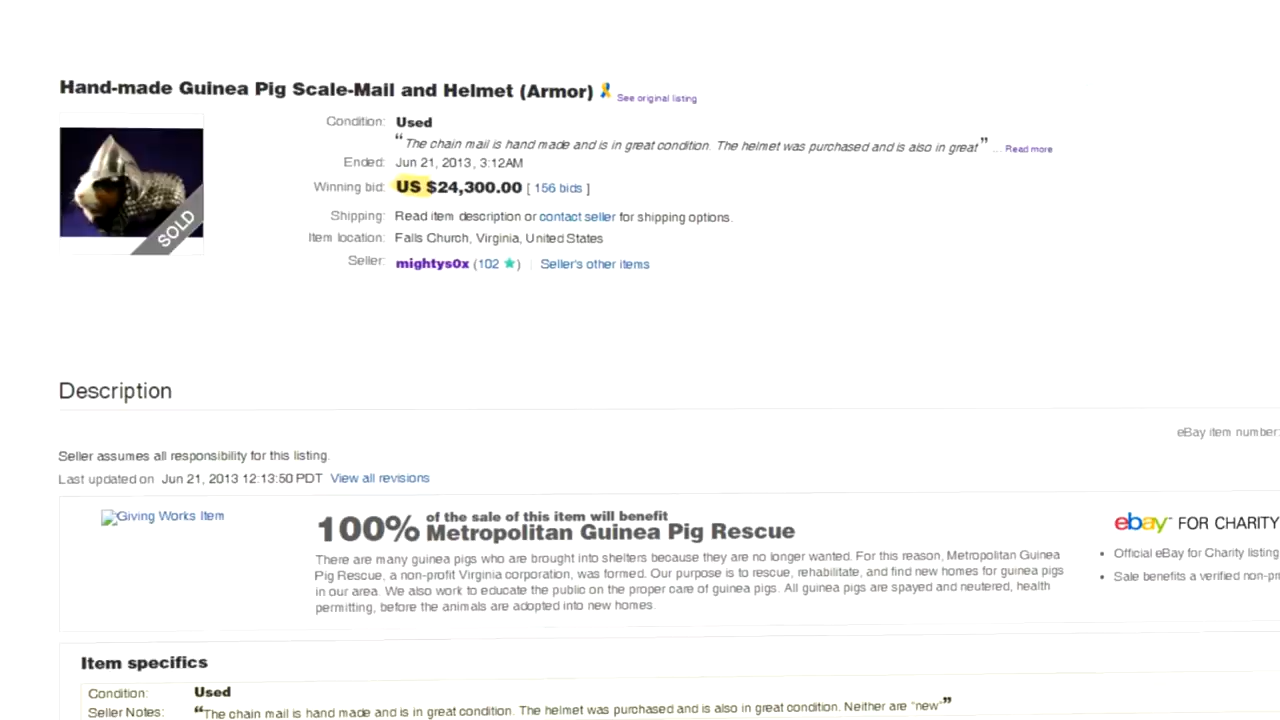 Hand-made Guinea Pig Scale-Mail and Helmet (Armor) See original listing
Condition: Used
“The chain mail is hand made and is in great condition. The helmet was purchased and is also in great” ... Read more
Ended: Jun 21, 2013, 3:12AM
Winning bid: US $24,300.00 [ 156 bids ]
SOLD
Shipping: Read item description or contact seller for shipping options.
Item location: Falls Church, Virginia, United States
Seller: mightys0x (102 ★) | Seller's other items
Description
eBay item number:
Seller assumes all responsibility for this listing.
Last updated on Jun 21, 2013 12:13:50 PDT View all revisions
Giving Works Item
100% of the sale of this item will benefit
Metropolitan Guinea Pig Rescue
There are many guinea pigs who are brought into shelters because they are no longer wanted. For this reason, Metropolitan Guinea
Pig Rescue, a non-profit Virginia corporation, was formed. Our purpose is to rescue, rehabilitate, and find new homes for guinea pigs
in our area. We also work to educate the public on the proper care of guinea pigs. All guinea pigs are spayed and neutered, health
permitting, before the animals are adopted into new homes.
ebay™ FOR CHARITY
• Official eBay for Charity listing
• Sale benefits a verified non-pr
Item specifics
Condition: Used
Seller Notes: “The chain mail is hand made and is in great condition. The helmet was purchased and is also in great condition. Neither are "new"”